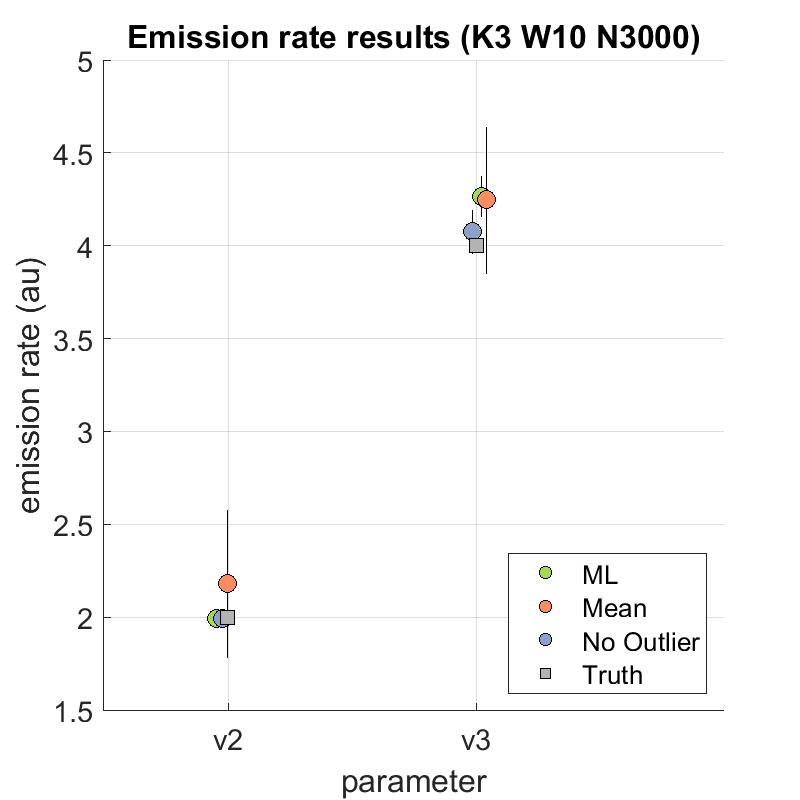 Emission rate results (K3 W10 N3000)
5
4.5
4
3.5
3
2.5
2
1.5
emission rate (au)
v2
v3
parameter
ML
Mean
No Outlier
Truth